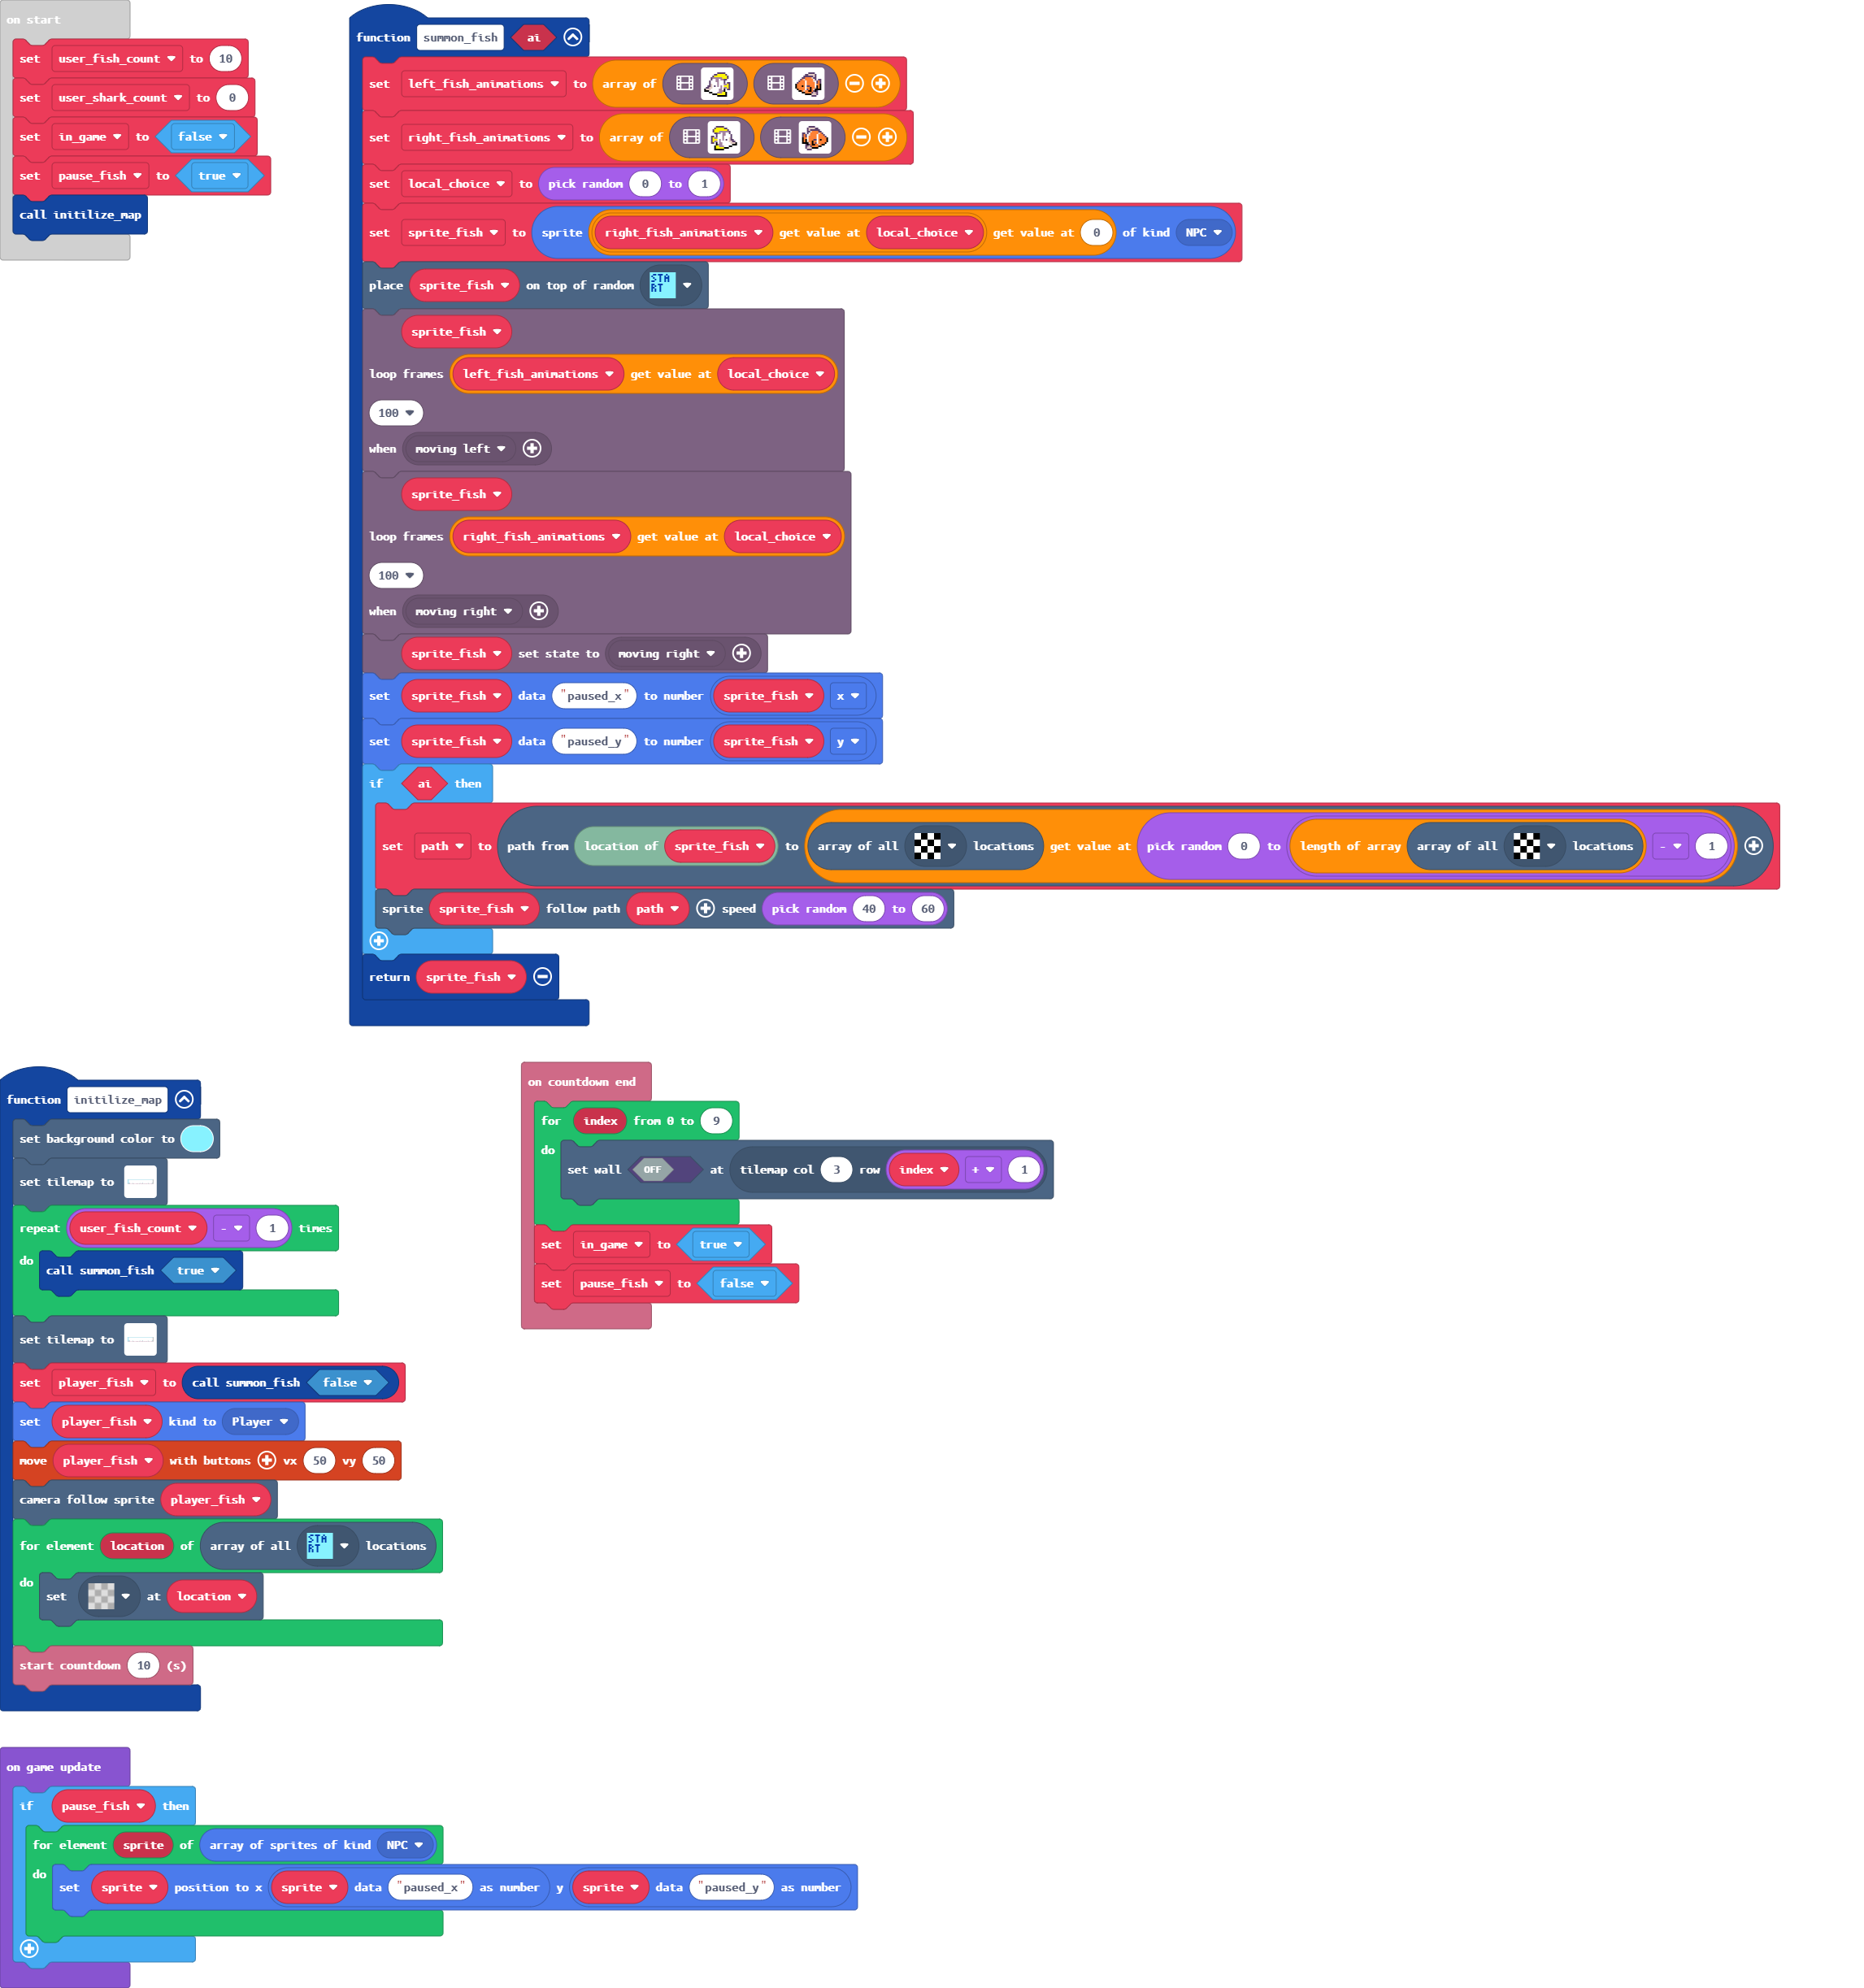 on start
set user_fish_count to 10
set user_shark_count to 0
set in_game to false
set pause_fish to true
call initilize_map
function summon_fish ai
set left_fish_animations to array of
set right_fish_animations to array of
set local_choice to pick random 0 to 1
set sprite_fish to sprite right_fish_animations get value at local_choice get value at 0 of kind NPC
place sprite_fish on top of random START
sprite_fish
loop frames left_fish_animations get value at local_choice
100
when moving left
sprite_fish
loop frames right_fish_animations get value at local_choice
100
when moving right
sprite_fish set state to moving right
set sprite_fish data "paused_x" to number sprite_fish x
set sprite_fish data "paused_y" to number sprite_fish y
if ai then
set path to path from location of sprite_fish to array of all locations get value at pick random 0 to length of array array of all locations - 1
sprite sprite_fish follow path path speed pick random 40 to 60
return sprite_fish
function initilize_map
set background color to
set tilemap to
repeat user_fish_count - 1 times
do call summon_fish true
set tilemap to
set player_fish to call summon_fish false
set player_fish kind to Player
move player_fish with buttons vx 50 vy 50
camera follow sprite player_fish
for element location of array of all START locations
do set at location
start countdown 10 (s)
on countdown end
for index from 0 to 9
do set wall OFF at tilemap col 3 row index + 1
set in_game to true
set pause_fish to false
on game update
if pause_fish then
for element sprite of array of sprites of kind NPC
do set sprite position to x sprite data "paused_x" as number y sprite data "paused_y" as number